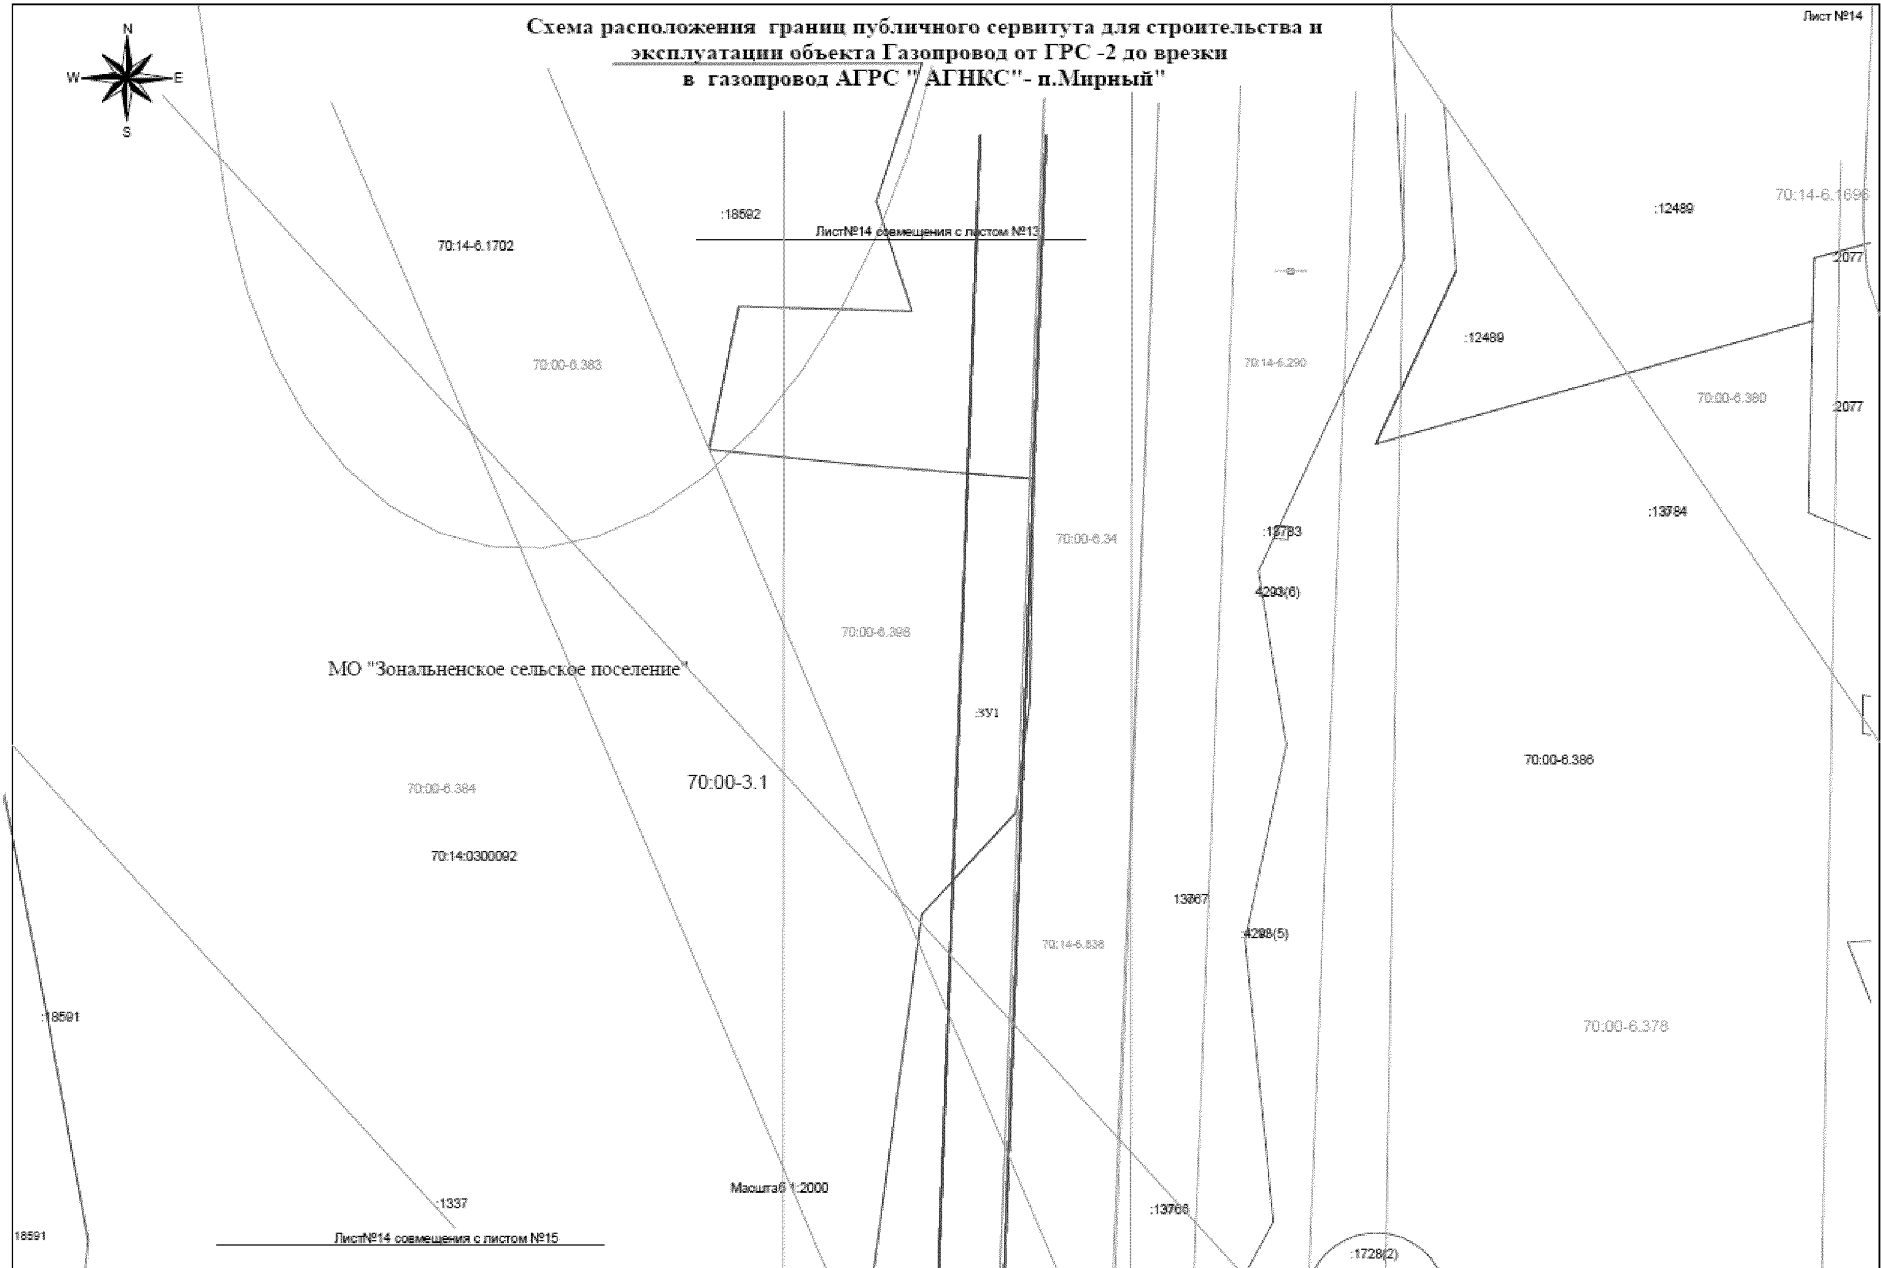 Лист №14
Схема расположения границ публичного сервитута для строительства и
эксплуатации объекта Газопровод от ГРС -2 до врезки
в газопровод АГРС " АГНКС"- п.Мирный"
N
W E
S
70:14-6.1696
:12489
:18592
Лист№14 совмещения с листом №13
70:14-6.1702
2077
:12489
70:00-6.383
70:14-6.290
70:00-6.380
:2077
:13784
:13783
70:00-6.34
4293(6)
70:00-6.398
МО "Зональненское сельское поселение"
:ЗУ1
70:00-6.386
70:00-3.1
70:00-6.384
70:14:0300092
13767
:4298(5)
70:14-6.838
:18591
70:00-6.378
Масштаб 1:2000
:1337
:13766
18591
Лист№14 совмещения с листом №15
:1728(2)